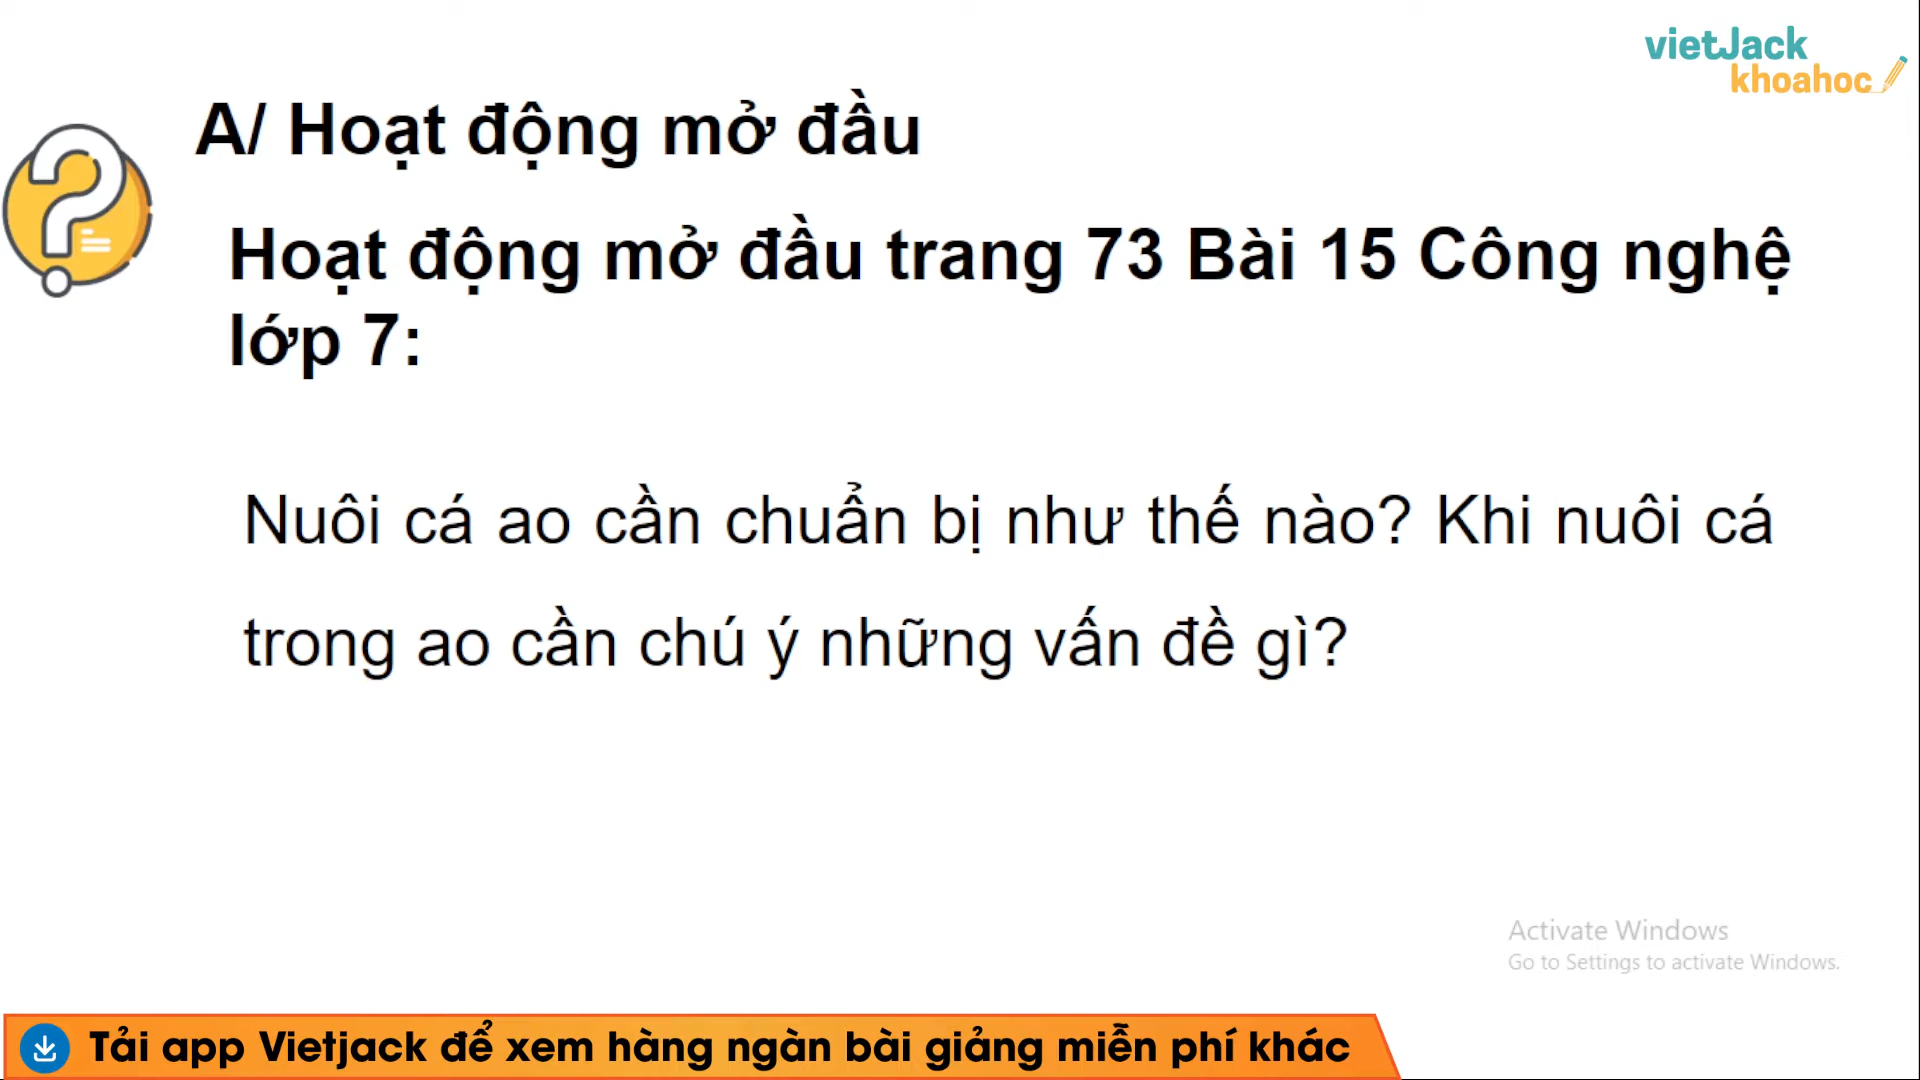 vietJack
khoahoc
A/ Hoạt động mở đầu
Hoạt động mở đầu trang 73 Bài 15 Công nghệ
lớp 7:
Nuôi cá ao cần chuẩn bị như thế nào? Khi nuôi cá
trong ao cần chú ý những vấn đề gì?
Activate Windows
Go to Settings to activate Windows.
Tải app Vietjack để xem hàng ngàn bài giảng miễn phí khác